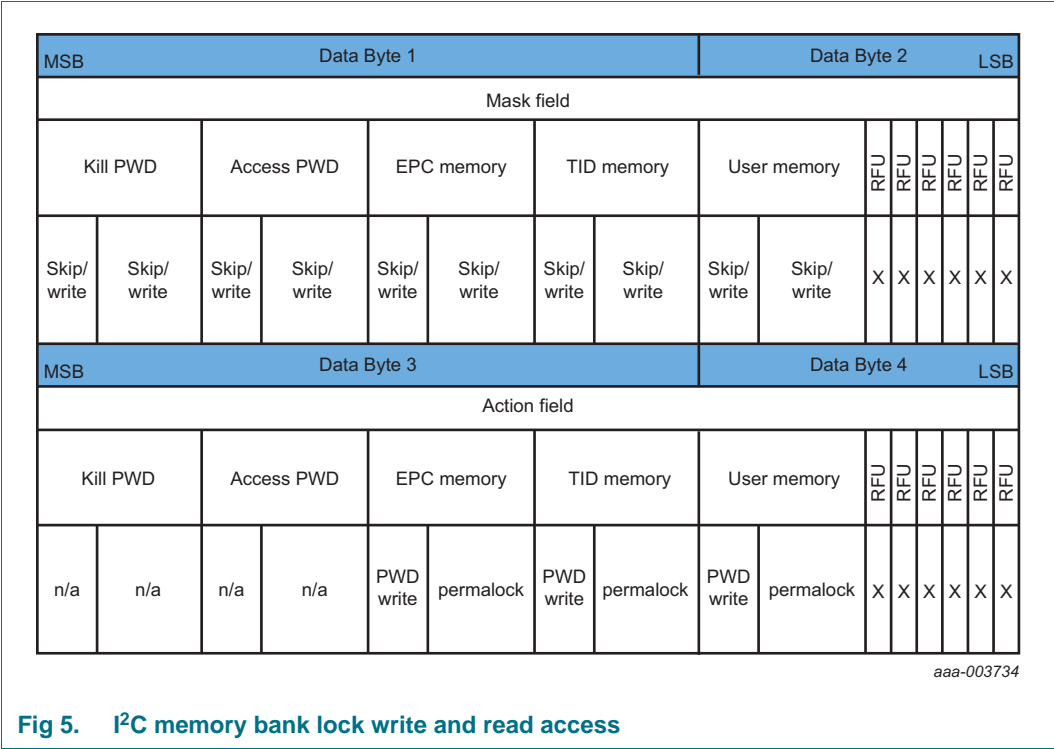 MSB Data Byte 1 Data Byte 2 LSB
Mask field
Kill PWD Access PWD EPC memory TID memory User memory RFU RFU RFU RFU RFU RFU
Skip/ Skip/ Skip/ Skip/ Skip/ Skip/ Skip/ Skip/ Skip/ Skip/
write write write write write write write write write write X X X X X X
MSB Data Byte 3 Data Byte 4 LSB
Action field
Kill PWD Access PWD EPC memory TID memory User memory RFU RFU RFU RFU RFU RFU
n/a n/a n/a n/a PWD write permalock PWD write permalock PWD write permalock X X X X X X
aaa-003734
Fig 5. I²C memory bank lock write and read access